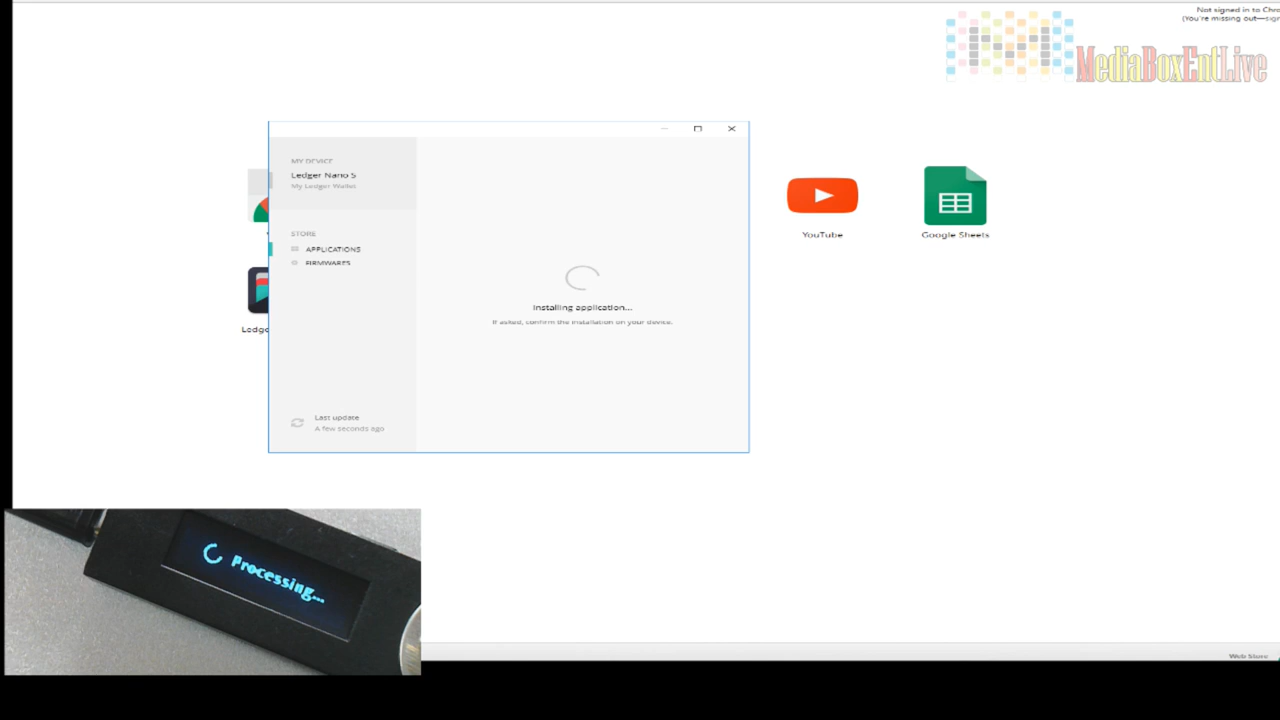 Not signed in to Chro
(You're missing out—sign
MediaBoxEntLive
MY DEVICE
Ledger Nano S
My Ledger Wallet
STORE
APPLICATIONS
FIRMWARES
Installing application...
If asked, confirm the installation on your device.
Last update
A few seconds ago
YouTube
Google Sheets
Ledge
Processing...
Web Store